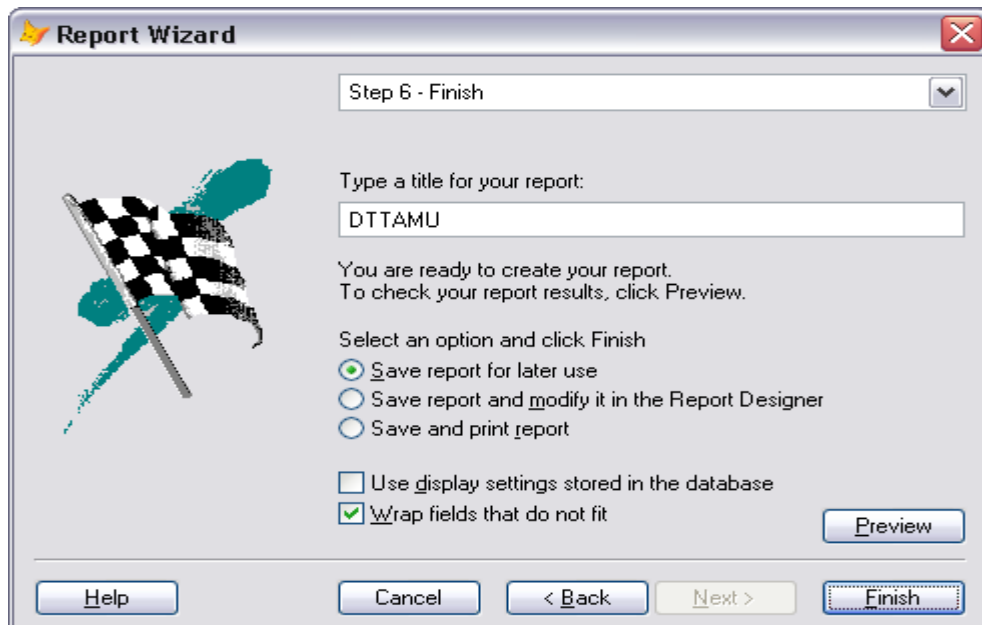 Report Wizard
Step 6 - Finish
Type a title for your report:
DTTAMU
You are ready to create your report.
To check your report results, click Preview.
Select an option and click Finish
Save report for later use
Save report and modify it in the Report Designer
Save and print report
Use display settings stored in the database
Wrap fields that do not fit
Preview
Help
Cancel
< Back
Next >
Finish